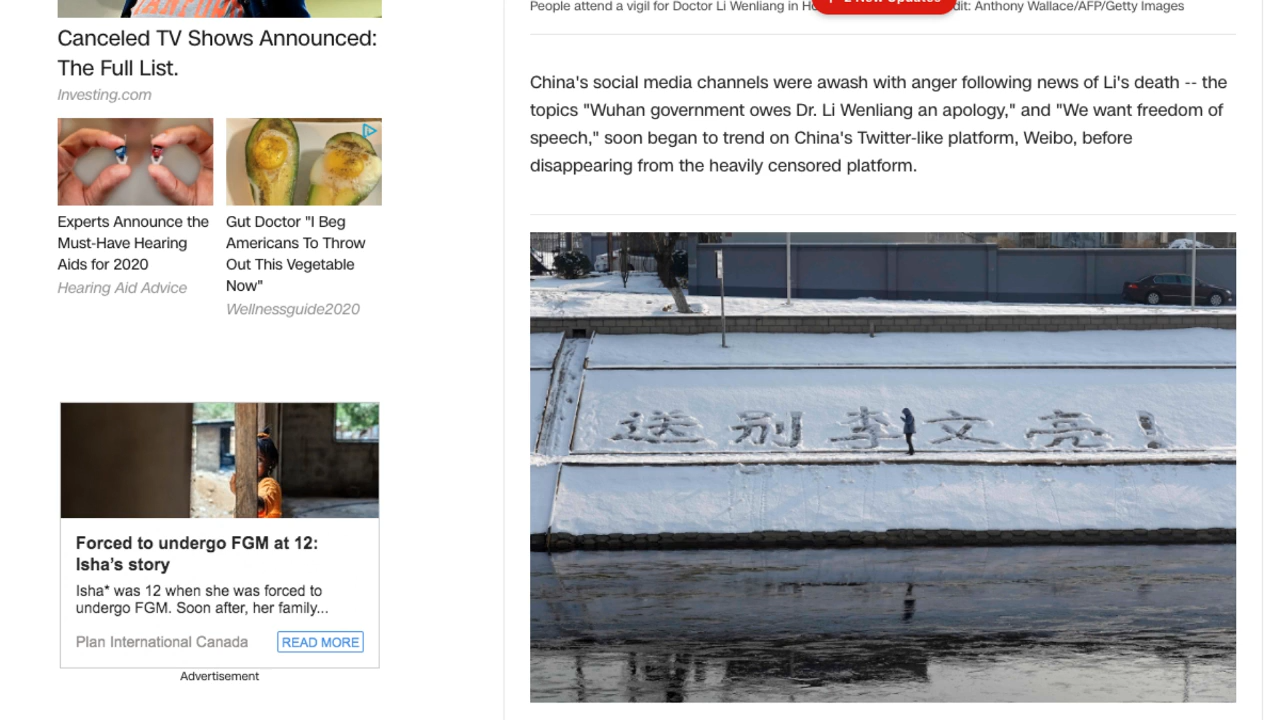 Canceled TV Shows Announced:
The Full List.
Investing.com
Experts Announce the
Must-Have Hearing
Aids for 2020
Hearing Aid Advice
Gut Doctor "I Beg
Americans To Throw
Out This Vegetable
Now"
Wellnessguide2020
Forced to undergo FGM at 12:
Isha's story
Isha* was 12 when she was forced to
undergo FGM. Soon after, her family...
Plan International Canada
READ MORE
Advertisement
2 New Updates
People attend a vigil for Doctor Li Wenliang in Anthony Wallace/AFP/Getty Images
China's social media channels were awash with anger following news of Li's death -- the
topics "Wuhan government owes Dr. Li Wenliang an apology," and "We want freedom of
speech," soon began to trend on China's Twitter-like platform, Weibo, before
disappearing from the heavily censored platform.
送别李文亮!